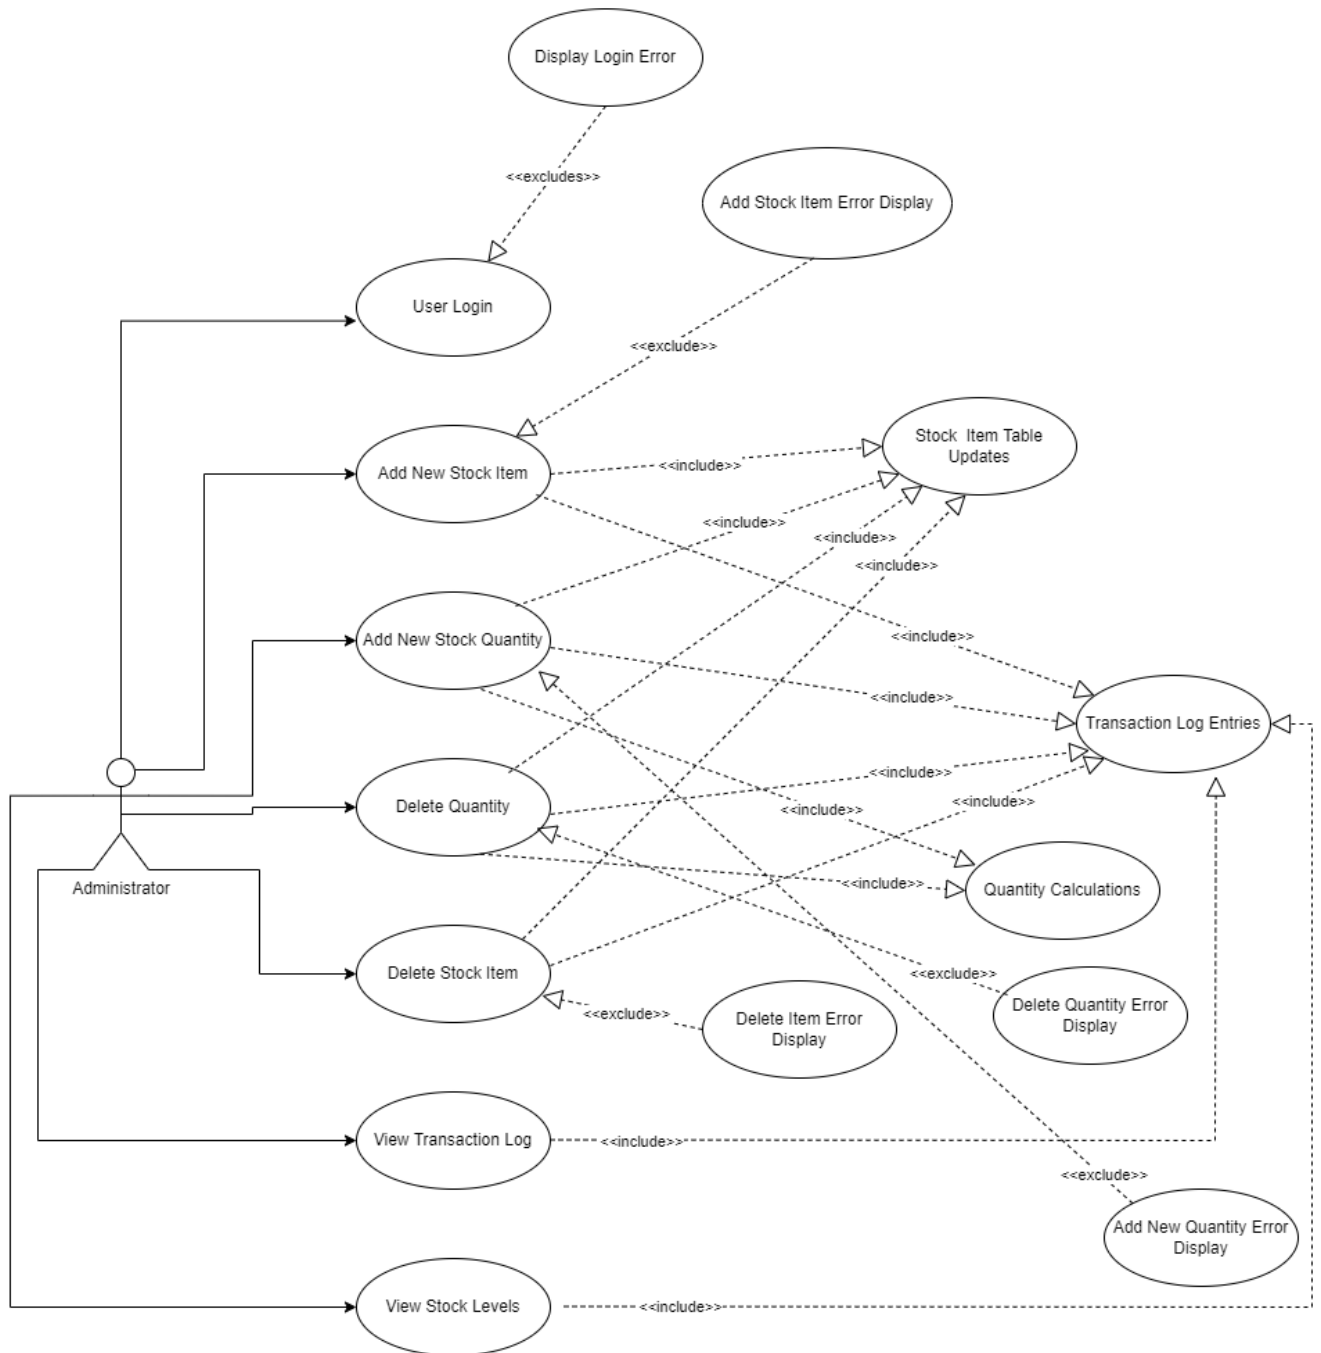 Display Login Error
<<excludes>>
Add Stock Item Error Display
User Login
<<exclude>>
Stock Item Table
Updates
Add New Stock Item
<<include>>
<<include>>
<<include>>
<<include>>
<<include>>
Add New Stock Quantity
<<include>>
Transaction Log Entries
<<include>>
Delete Quantity
<<include>>
<<include>>
Administrator
<<include>>
Quantity Calculations
Delete Stock Item
<<exclude>>
<<exclude>>
Delete Item Error
Display
Delete Quantity Error
Display
View Transaction Log
<<include>>
<<exclude>>
Add New Quantity Error
Display
View Stock Levels
<<include>>